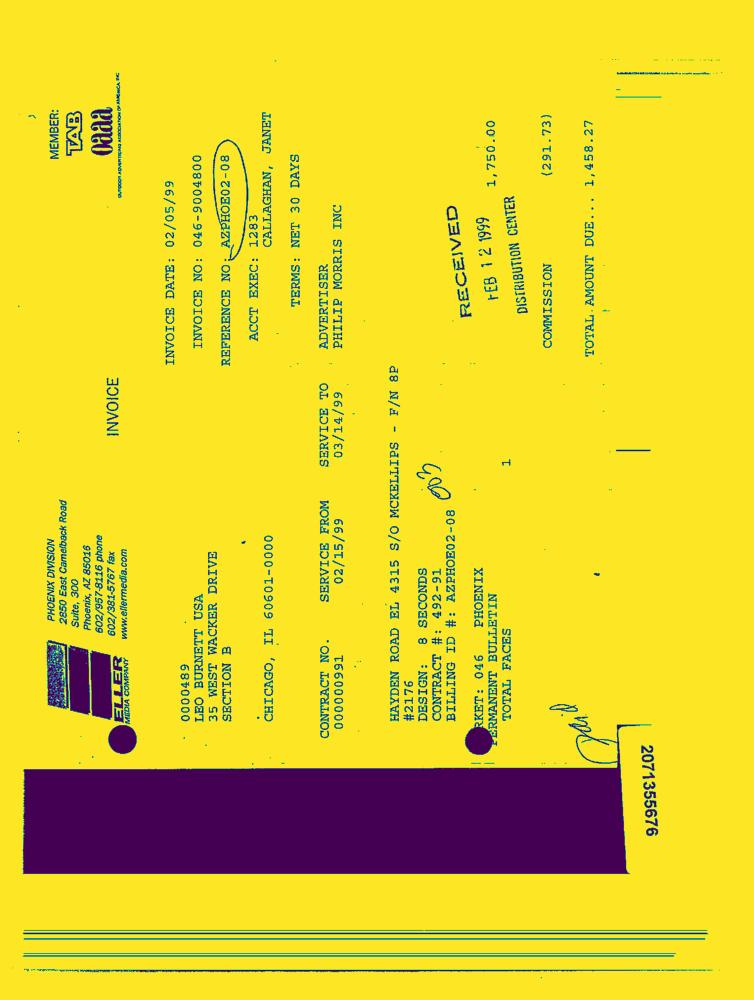 ELLER
MEDIA COMPANY
PHOENIX DIVISION
2850 East Camelback Road
Suite, 300
Phoenix, AZ 85016
602/957-8116 phone
602/381-5767 fax
www.ellermedia.com
INVOICE
MEMBER:
TAB
OAAA
OUTDOOR ADVERTISING ASSOCIATION OF AMERICA, INC
INVOICE DATE: 02/05/99
0000489
LEO BURNETT USA
35 WEST WACKER DRIVE
SECTION B
CHICAGO, IL 60601-0000
INVOICE NO: 046-9004800
REFERENCE NO: AZPHOE02-08
ACCT EXEC: 1283
CALLAGHAN, JANET
TERMS: NET 30 DAYS
CONTRACT NO. SERVICE FROM SERVICE TO ADVERTISER
000000991 02/15/99 03/14/99 PHILIP MORRIS INC
HAYDEN ROAD EL 4315 S/O MCKELLIPS - F/N 8P
#2176
DESIGN: 8 SECONDS
CONTRACT #: 492-91
BILLING ID #: AZPHOE02-08
003
RECEIVED
FEB 12 1999
DISTRIBUTION CENTER
RKET: 046 PHOENIX
PERMANENT BULLETIN 1,750.00
TOTAL FACES 1
COMMISSION (291.73)
TOTAL AMOUNT DUE... 1,458.27
2071355676